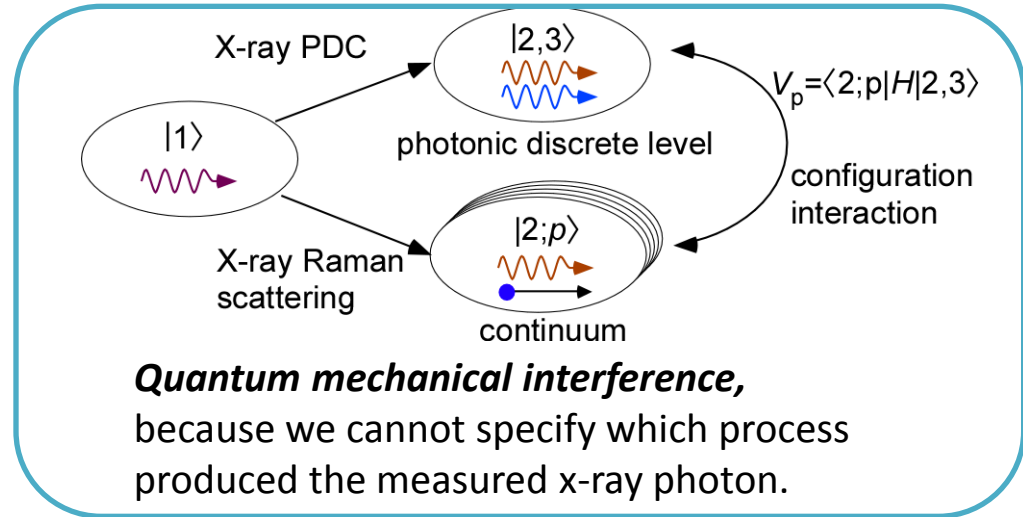 X-ray PDC
|2,3⟩
V_p=⟨2;p|H|2,3⟩
|1⟩
photonic discrete level
configuration
interaction
|2;p⟩
X-ray Raman
scattering
continuum
Quantum mechanical interference,
because we cannot specify which process
produced the measured x-ray photon.